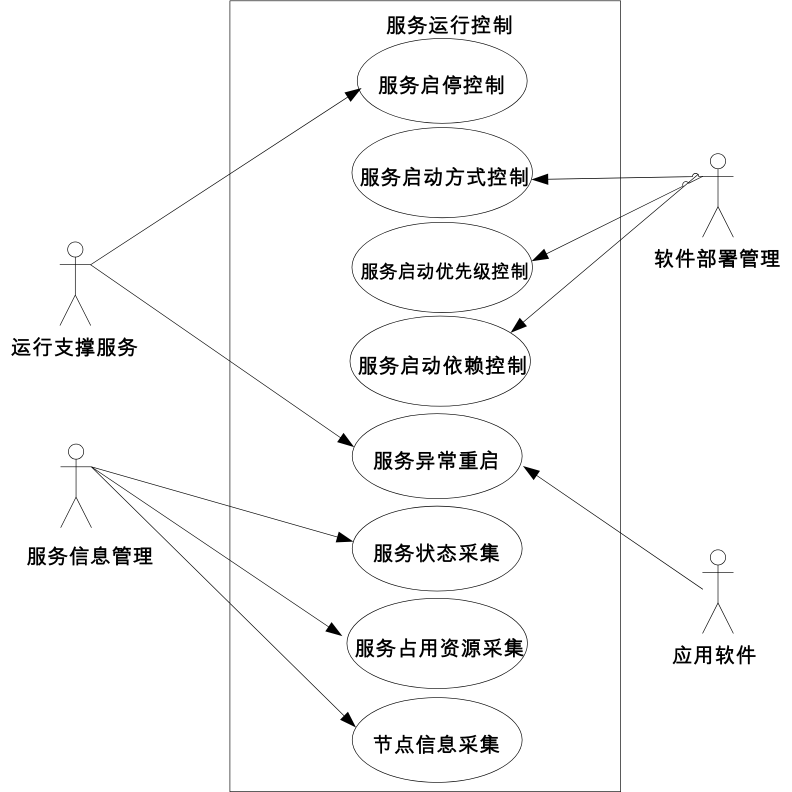 服务运行控制
服务启停控制
服务启动方式控制
软件部署管理
服务启动优先级控制
运行支撑服务
服务启动依赖控制
服务异常重启
服务状态采集
服务信息管理
服务占用资源采集
应用软件
节点信息采集